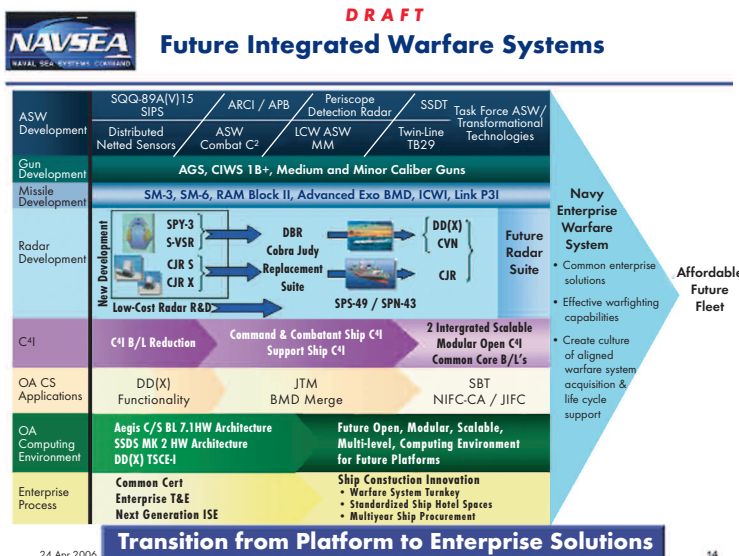 DRAFT
NAVSEA
NAVAL SEA SYSTEMS COMMAND
Future Integrated Warfare Systems
ASW
Development
SQQ-89A(V)15
SIPS
ARCI / APB
Periscope
Detection Radar
SSDT
Task Force ASW/
Transformational
Technologies
Distributed
Netted Sensors
ASW
Combat C²
LCW ASW
MM
Twin-Line
TB29
Gun
Development
AGS, CIWS 1B+, Medium and Minor Caliber Guns
Missile
Development
SM-3, SM-6, RAM Block II, Advanced Exo BMD, ICWI, Link P3I
Radar
Development
New Development
SPY-3
S-VSR
CJR S
CJR X
Low-Cost Radar R&D
DBR
Cobra Judy
Replacement
Suite
SPS-49 / SPN-43
DD(X)
CVN
CJR
Future
Radar
Suite
C⁴I
C⁴I B/L Reduction
Command & Combatant Ship C⁴I
Support Ship C⁴I
2 Intergrated Scalable
Modular Open C⁴I
Common Core B/L's
OA CS
Applications
DD(X)
Functionality
JTM
BMD Merge
SBT
NIFC-CA / JIFC
OA
Computing
Environment
Aegis C/S BL 7.1HW Architecture
SSDS MK 2 HW Architecture
DD(X) TSCE-I
Future Open, Modular, Scalable,
Multi-level, Computing Environment
for Future Platforms
Enterprise
Process
Common Cert
Enterprise T&E
Next Generation ISE
Ship Constuction Innovation
• Warfare System Turnkey
• Standardized Ship Hotel Spaces
• Multiyear Ship Procurement
Navy
Enterprise
Warfare
System
• Common enterprise
solutions
• Effective warfighting
capabilities
• Create culture
of aligned
warfare system
acquisition &
life cycle
support
Affordable
Future
Fleet
Transition from Platform to Enterprise Solutions
24 Apr 2006
14